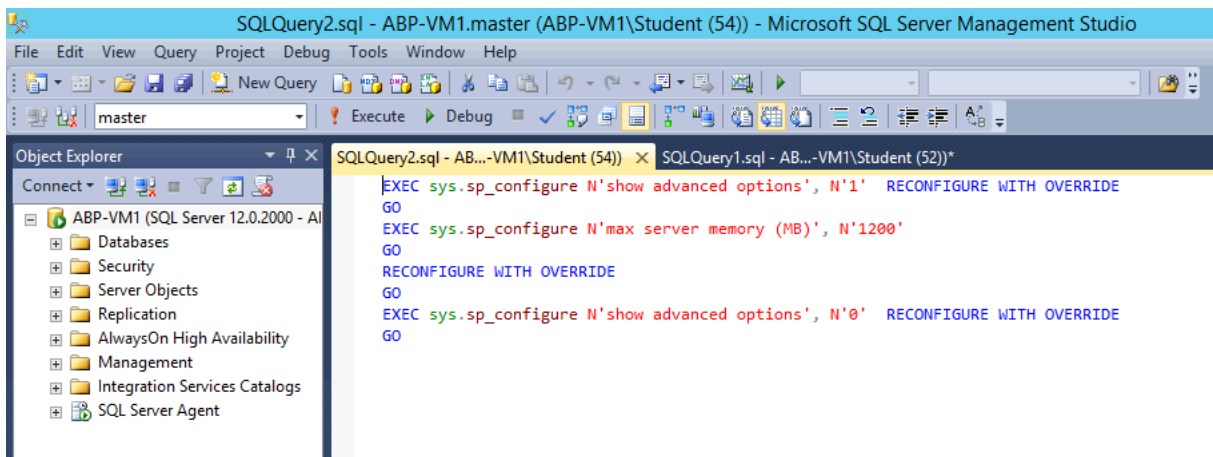 SQLQuery2.sql - ABP-VM1.master (ABP-VM1\Student (54)) - Microsoft SQL Server Management Studio
File Edit View Query Project Debug Tools Window Help
New Query
master
Execute Debug
Object Explorer
SQLQuery2.sql - AB...-VM1\Student (54))
SQLQuery1.sql - AB...-VM1\Student (52))*
Connect
ABP-VM1 (SQL Server 12.0.2000 - Al
Databases
Security
Server Objects
Replication
AlwaysOn High Availability
Management
Integration Services Catalogs
SQL Server Agent
EXEC sys.sp_configure N'show advanced options', N'1' RECONFIGURE WITH OVERRIDE
GO
EXEC sys.sp_configure N'max server memory (MB)', N'1200'
GO
RECONFIGURE WITH OVERRIDE
GO
EXEC sys.sp_configure N'show advanced options', N'0' RECONFIGURE WITH OVERRIDE
GO